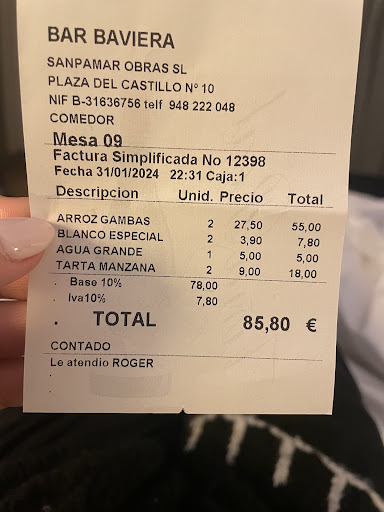 BAR BAVIERA
SANPAMAR OBRAS SL
PLAZA DEL CASTILLO Nº 10
NIF B-31636756 telf 948 222 048
COMEDOR
Mesa 09
Factura Simplificada No 12398
Fecha 31/01/2024 22:31 Caja:1
Descripcion Unid. Precio Total
ARROZ GAMBAS 2 27,50 55,00
BLANCO ESPECIAL 2 3,90 7,80
AGUA GRANDE 1 5,00 5,00
TARTA MANZANA 2 9,00 18,00
. Base 10% 78,00
. Iva10% 7,80
. TOTAL 85,80 €
CONTADO
Le atendio ROGER
.
.